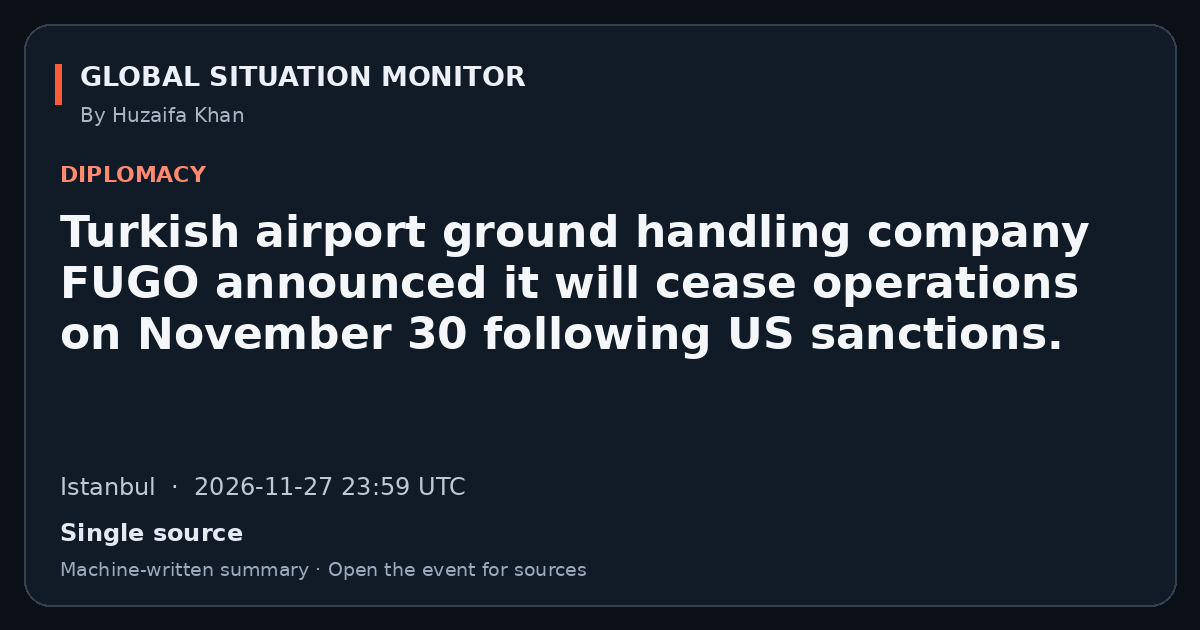 GLOBAL SITUATION MONITOR
By Huzaifa Khan
DIPLOMACY
Turkish airport ground handling company
FUGO announced it will cease operations
on November 30 following US sanctions.
Istanbul · 2026-11-27 23:59 UTC
Single source
Machine-written summary · Open the event for sources